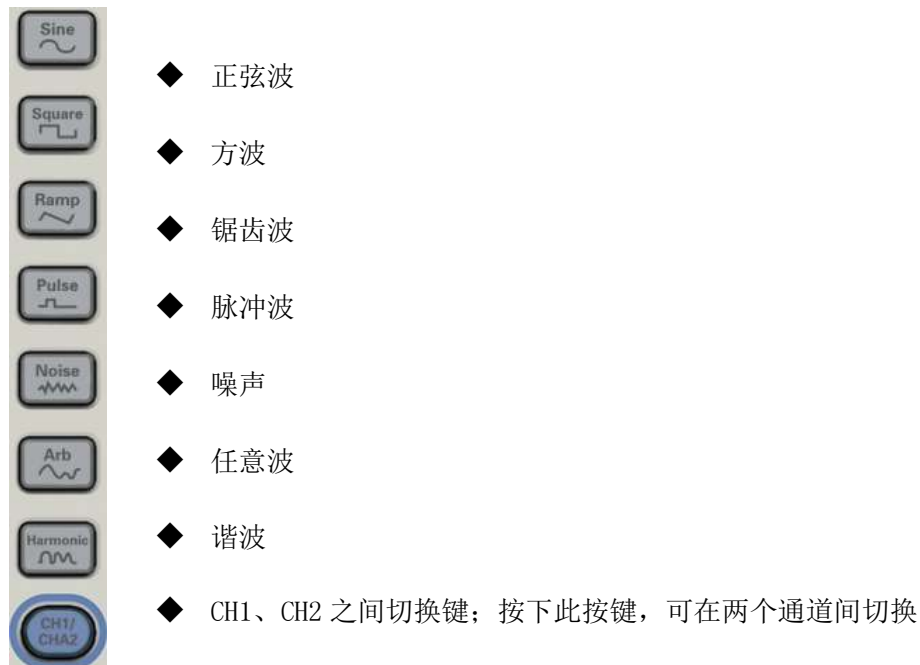 Sine
◆ 正弦波
Square
◆ 方波
Ramp
◆ 锯齿波
Pulse
◆ 脉冲波
Noise
◆ 噪声
Arb
◆ 任意波
Harmonic
◆ 谐波
CH1/
CHA2
◆ CH1、CH2 之间切换键；按下此按键，可在两个通道间切换